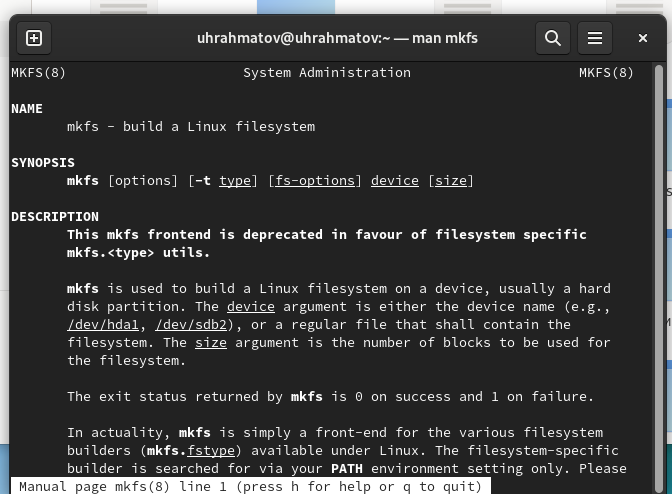 uhrahmatov@uhrahmatov:~ — man mkfs
MKFS(8) System Administration MKFS(8)
NAME
mkfs - build a Linux filesystem
SYNOPSIS
mkfs [options] [-t type] [fs-options] device [size]
DESCRIPTION
This mkfs frontend is deprecated in favour of filesystem specific
mkfs.<type> utils.
mkfs is used to build a Linux filesystem on a device, usually a hard
disk partition. The device argument is either the device name (e.g.,
/dev/hda1, /dev/sdb2), or a regular file that shall contain the
filesystem. The size argument is the number of blocks to be used for
the filesystem.
The exit status returned by mkfs is 0 on success and 1 on failure.
In actuality, mkfs is simply a front-end for the various filesystem
builders (mkfs.fstype) available under Linux. The filesystem-specific
builder is searched for via your PATH environment setting only. Please
Manual page mkfs(8) line 1 (press h for help or q to quit)